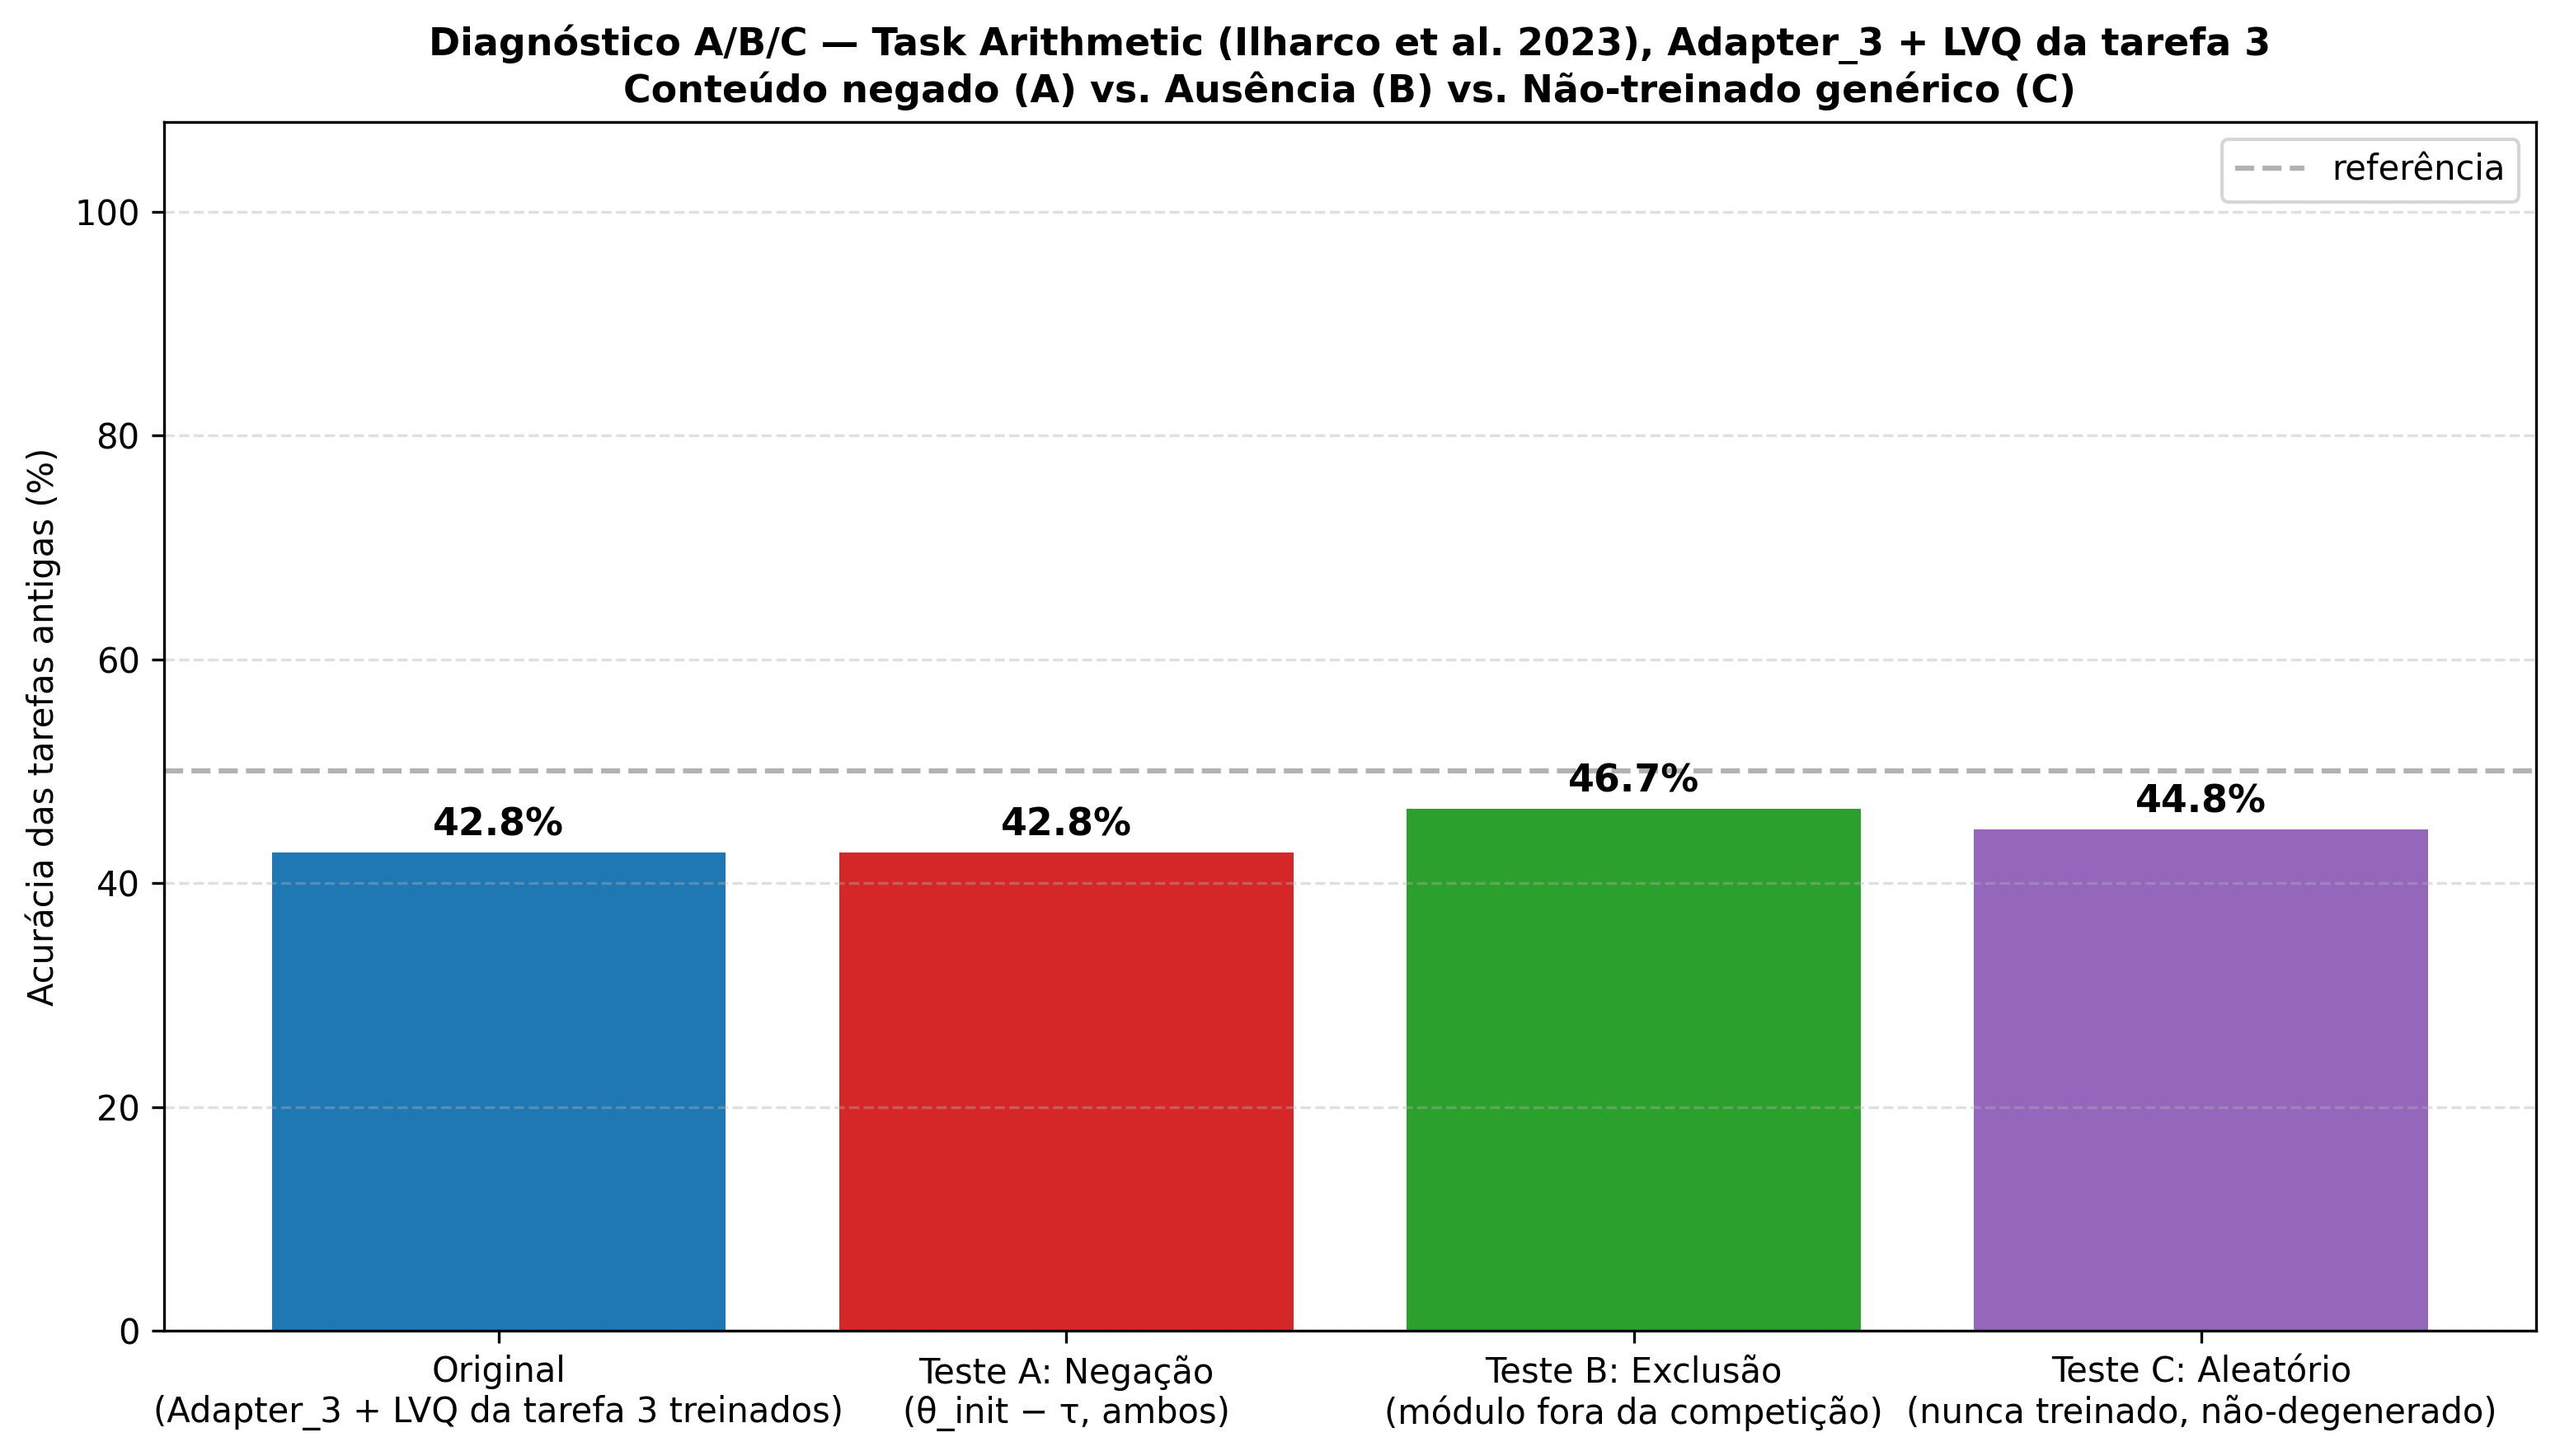 Diagnóstico A/B/C — Task Arithmetic (Ilharco et al. 2023), Adapter_3 + LVQ da tarefa 3
Conteúdo negado (A) vs. Ausência (B) vs. Não-treinado genérico (C)
referência
Acurácia das tarefas antigas (%)
100
80
60
40
20
0
42.8%
42.8%
46.7%
44.8%
Original
(Adapter_3 + LVQ da tarefa 3 treinados)
Teste A: Negação
(θ_init − τ, ambos)
Teste B: Exclusão
(módulo fora da competição)
Teste C: Aleatório
(nunca treinado, não-degenerado)